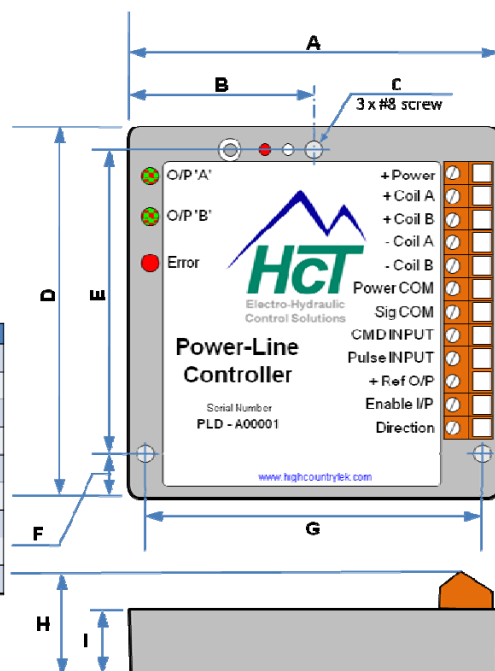 A
B
C
3 x #8 screw
O/P 'A'
O/P 'B'
Error
HCT
Electro-Hydraulic
Control Solutions
Power-Line
Controller
Serial Number
PLD - A00001
www.highcountrytek.com
+ Power
+ Coil A
+ Coil B
- Coil A
- Coil B
Power COM
Sig COM
CMD INPUT
Pulse INPUT
+ Ref O/P
Enable I/P
Direction
D
E
F
G
H
I